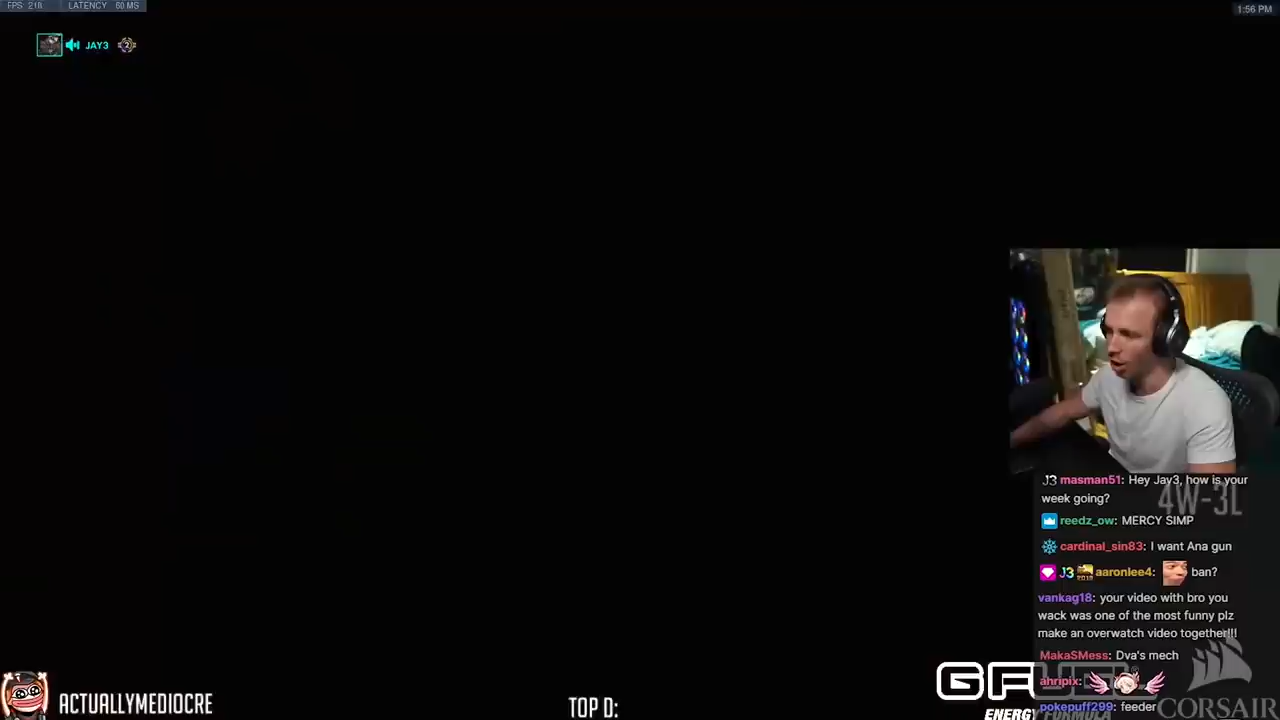 FPS 210 LATENCY 60 MS
1:56 PM
JAY3
J3 masman51: Hey Jay3, how is your
week going?
4W-3L
reedz_ow: MERCY SIMP
cardinal_sin83: I want Ana gun
J3 aaronlee4: ban?
vankag18: your video with bro you
wack was one of the most funny plz
make an overwatch video together!!!
MakaSMess: Dva's mech
ahripix:
pokepuff299: feeder
G FUEL
ENERGY FORMULA
CORSAIR
ACTUALLYMEDIOCRE
TOP D: